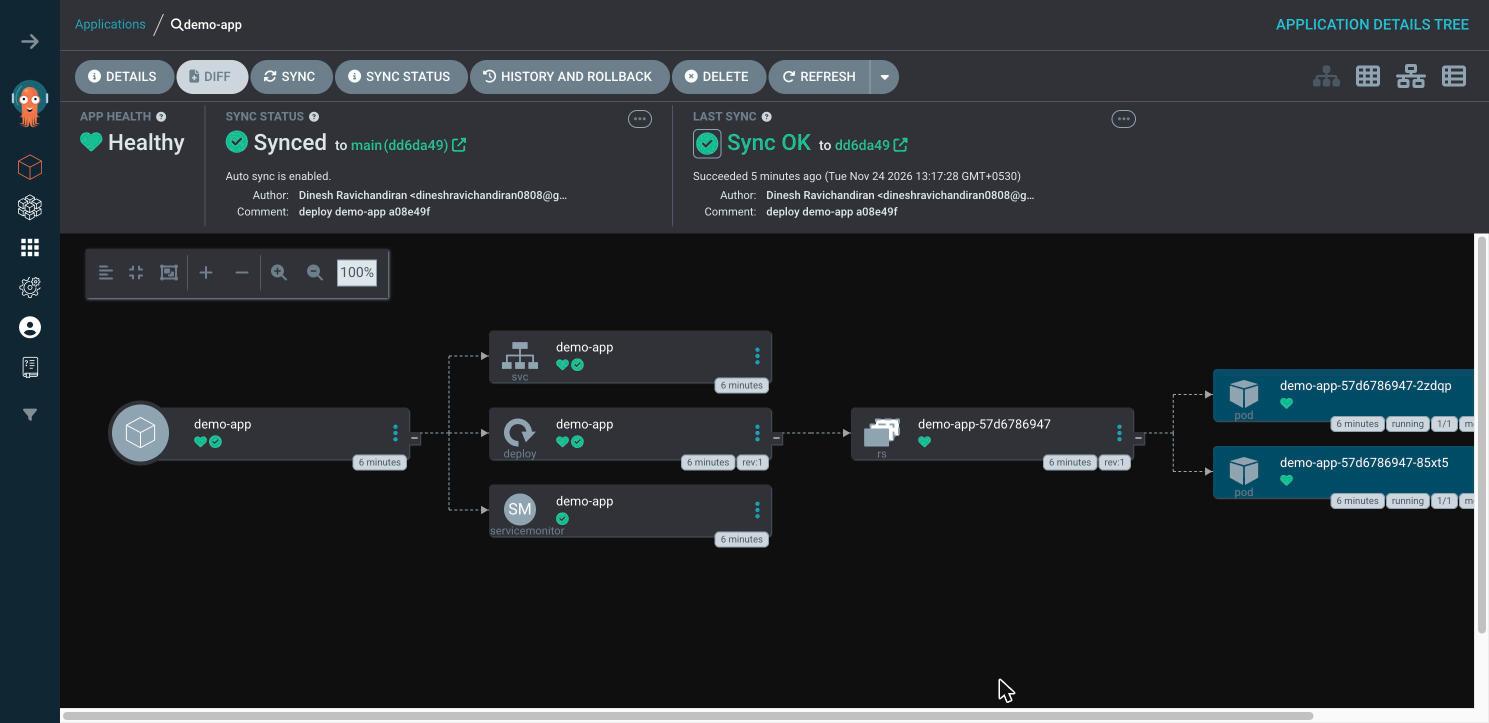 Applications / demo-app
APPLICATION DETAILS TREE
DETAILS DIFF SYNC SYNC STATUS HISTORY AND ROLLBACK DELETE REFRESH
APP HEALTH
Healthy
SYNC STATUS
Synced to main (dd6da49)
Auto sync is enabled.
Author: Dinesh Ravichandiran <dineshravichandiran0808@g...
Comment: deploy demo-app a08e49f
LAST SYNC
Sync OK to dd6da49
Succeeded 5 minutes ago (Tue Nov 24 2026 13:17:28 GMT+0530)
Author: Dinesh Ravichandiran <dineshravichandiran0808@g...
Comment: deploy demo-app a08e49f
100%
demo-app
6 minutes
demo-app
svc
6 minutes
demo-app
deploy
6 minutes rev:1
SM
demo-app
servicemonitor
6 minutes
demo-app-57d6786947
rs
6 minutes rev:1
demo-app-57d6786947-2zdqp
pod
6 minutes running 1/1
demo-app-57d6786947-85xt5
pod
6 minutes running 1/1